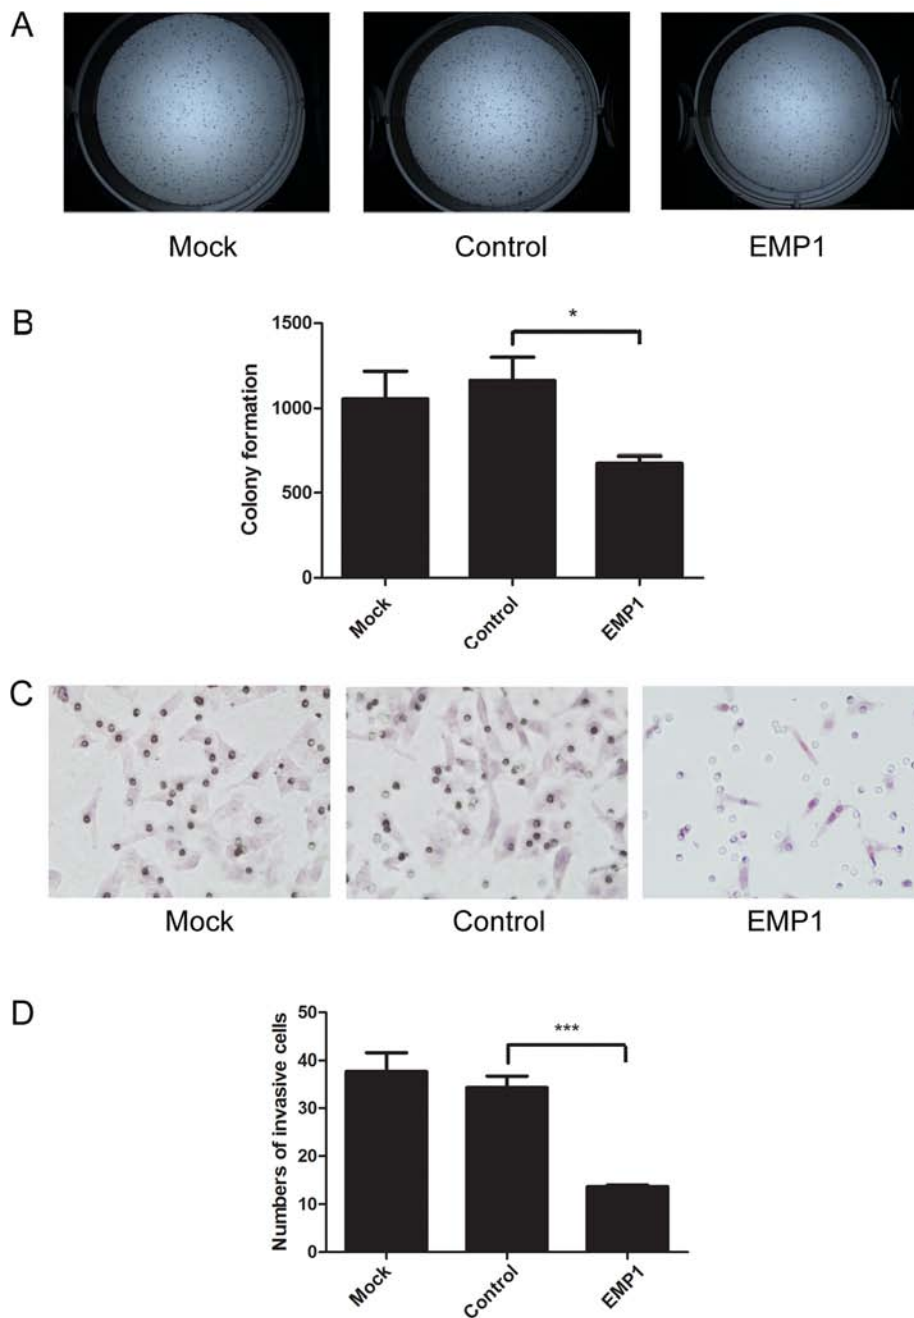 A
Mock Control EMP1
B
*
1500
1000
500
0
Colony formation
Mock Control EMP1
C
Mock Control EMP1
D
***
50
40
30
20
10
0
Numbers of invasive cells
Mock Control EMP1